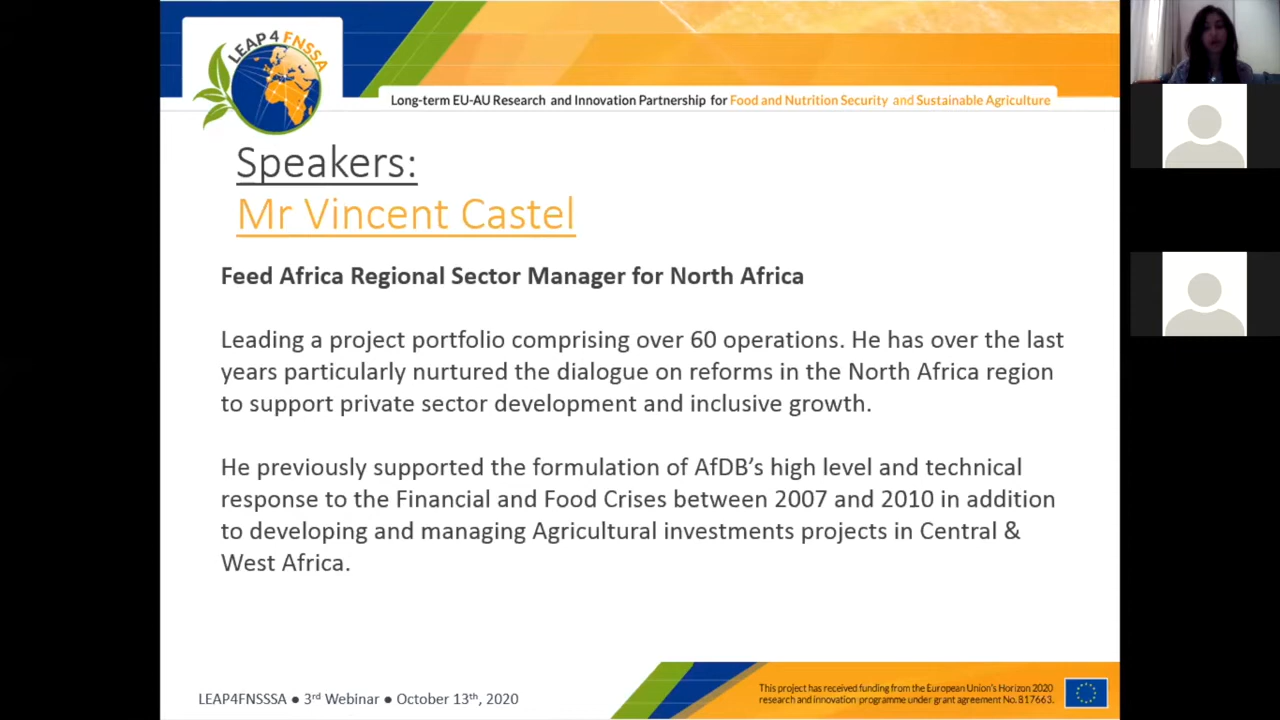 LEAP4FNSSA
Long-term EU-AU Research and Innovation Partnership for Food and Nutrition Security and Sustainable Agriculture
Speakers:
Mr Vincent Castel
Feed Africa Regional Sector Manager for North Africa
Leading a project portfolio comprising over 60 operations. He has over the last
years particularly nurtured the dialogue on reforms in the North Africa region
to support private sector development and inclusive growth.
He previously supported the formulation of AfDB’s high level and technical
response to the Financial and Food Crises between 2007 and 2010 in addition
to developing and managing Agricultural investments projects in Central &
West Africa.
LEAP4FNSSSA ● 3rd Webinar ● October 13th, 2020
This project has received funding from the European Union's Horizon 2020
research and innovation programme under grant agreement No. 817663.